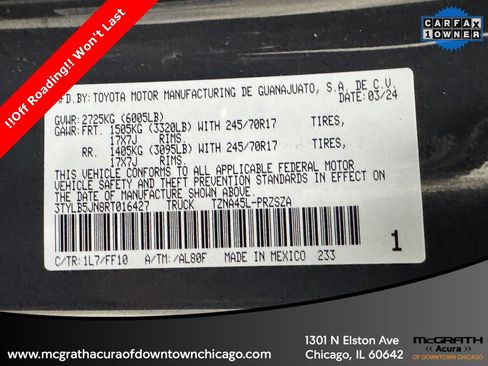 !!Off Roading!! Won't Last
CARFAX
1 OWNER
MFD.BY: TOYOTA MOTOR MANUFACTURING DE GUANAJUATO, S.A. DE C.V.
DATE: 03/24
GVWR: 2725KG (6005LB)
GAWR: FRT. 1505KG (3320LB) WITH 245/70R17 TIRES,
17X7J RIMS
RR. 1405KG (3095LB) WITH 245/70R17 TIRES,
17X7J RIMS
THIS VEHICLE CONFORMS TO ALL APPLICABLE FEDERAL MOTOR
VEHICLE SAFETY STANDARDS IN EFFECT ON THE DATE OF
MANUFACTURE SHOWN ABOVE.
3TYLB5JN8RT016427 TRUCK TZNA45L-PRZSZA
1
C/TR: 1L7/FF10 A/TM: /AL80F MADE IN MEXICO 233
www.mcgrathacuraofdowntownchicago.com/
1301 N Elston Ave
Chicago, IL 60642
McGRATH
Acura
OF DOWNTOWN CHICAGO